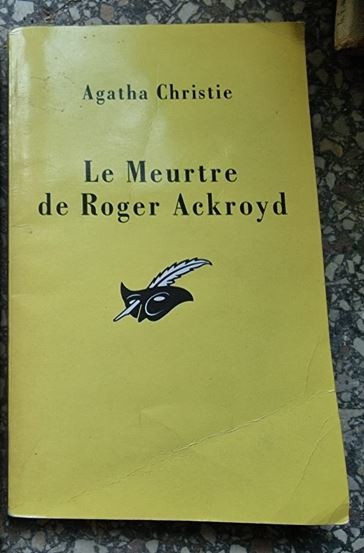 Agatha Christie
Le Meurtre
de Roger Ackroyd